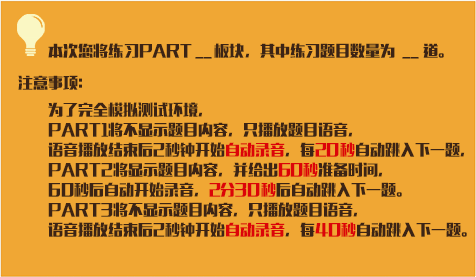 本次您将练习PART __ 板块，其中练习题目数量为 __ 道。
注意事项：
为了完全模拟测试环境，
PART1将不显示题目内容，只播放题目语音，
语音播放结束后2秒钟开始自动录音，每20秒自动跳入下一题，
PART2将显示题目内容，并给出60秒准备时间，
60秒后自动开始录音，2分30秒后自动跳入下一题。
PART3将不显示题目内容，只播放题目语音，
语音播放结束后2秒钟开始自动录音，每40秒自动跳入下一题。